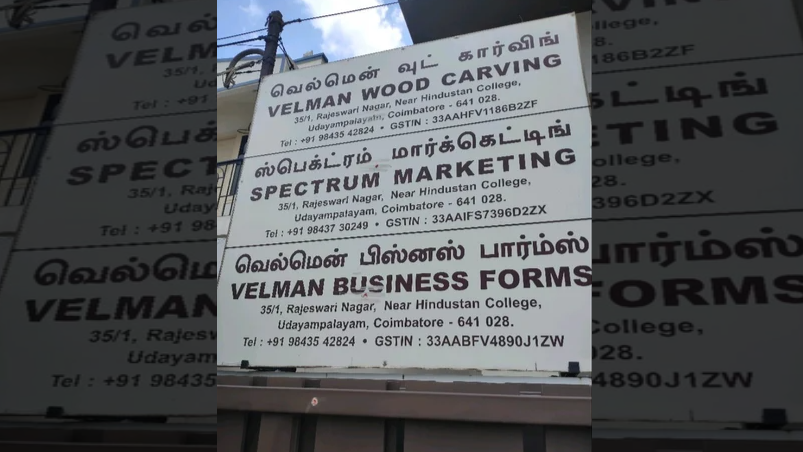 வெல்மென் வுட் கார்விங்
VELMAN WOOD CARVING
35/1, Rajeswari Nagar, Near Hindustan College,
Udayampalayam, Coimbatore - 641 028.
Tel : +91 98435 42824 • GSTIN : 33AAHFV1186B2ZF
ஸ்பெக்ட்ரம் மார்க்கெட்டிங்
SPECTRUM MARKETING
35/1, Rajeswari Nagar, Near Hindustan College,
Udayampalayam, Coimbatore - 641 028.
Tel : +91 98437 30249 • GSTIN : 33AAIFS7396D2ZX
வெல்மென் பிஸ்னஸ் பார்ம்ஸ்
VELMAN BUSINESS FORMS
35/1, Rajeswari Nagar, Near Hindustan College,
Udayampalayam, Coimbatore - 641 028.
Tel : +91 98435 42824 • GSTIN : 33AABFV4890J1ZW